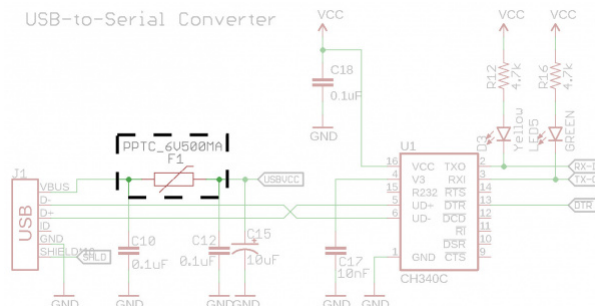 USB-to-Serial Converter
VCC
VCC
VCC
C18
0.1uF
GND
R12
4.7k
R16
4.7k
D3
Yellow
LED5
GREEN
PPTC_6V500MA
F1
J1
USB
VBUS
D-
D+
ID
GND
SHIELD
SHLD
USBVCC
C10
0.1uF
C12
0.1uF
C15
10uF
C17
10nF
U1
16 VCC TXO 2
4 V3 RXI 3
15 R232 RTS 14
5 UD+ DTR 13
6 UD- DCD 12
RI 11
DSR 10
1 GND CTS 9
CH340C
DTR
GND
GND
GND
GND
GND
GND